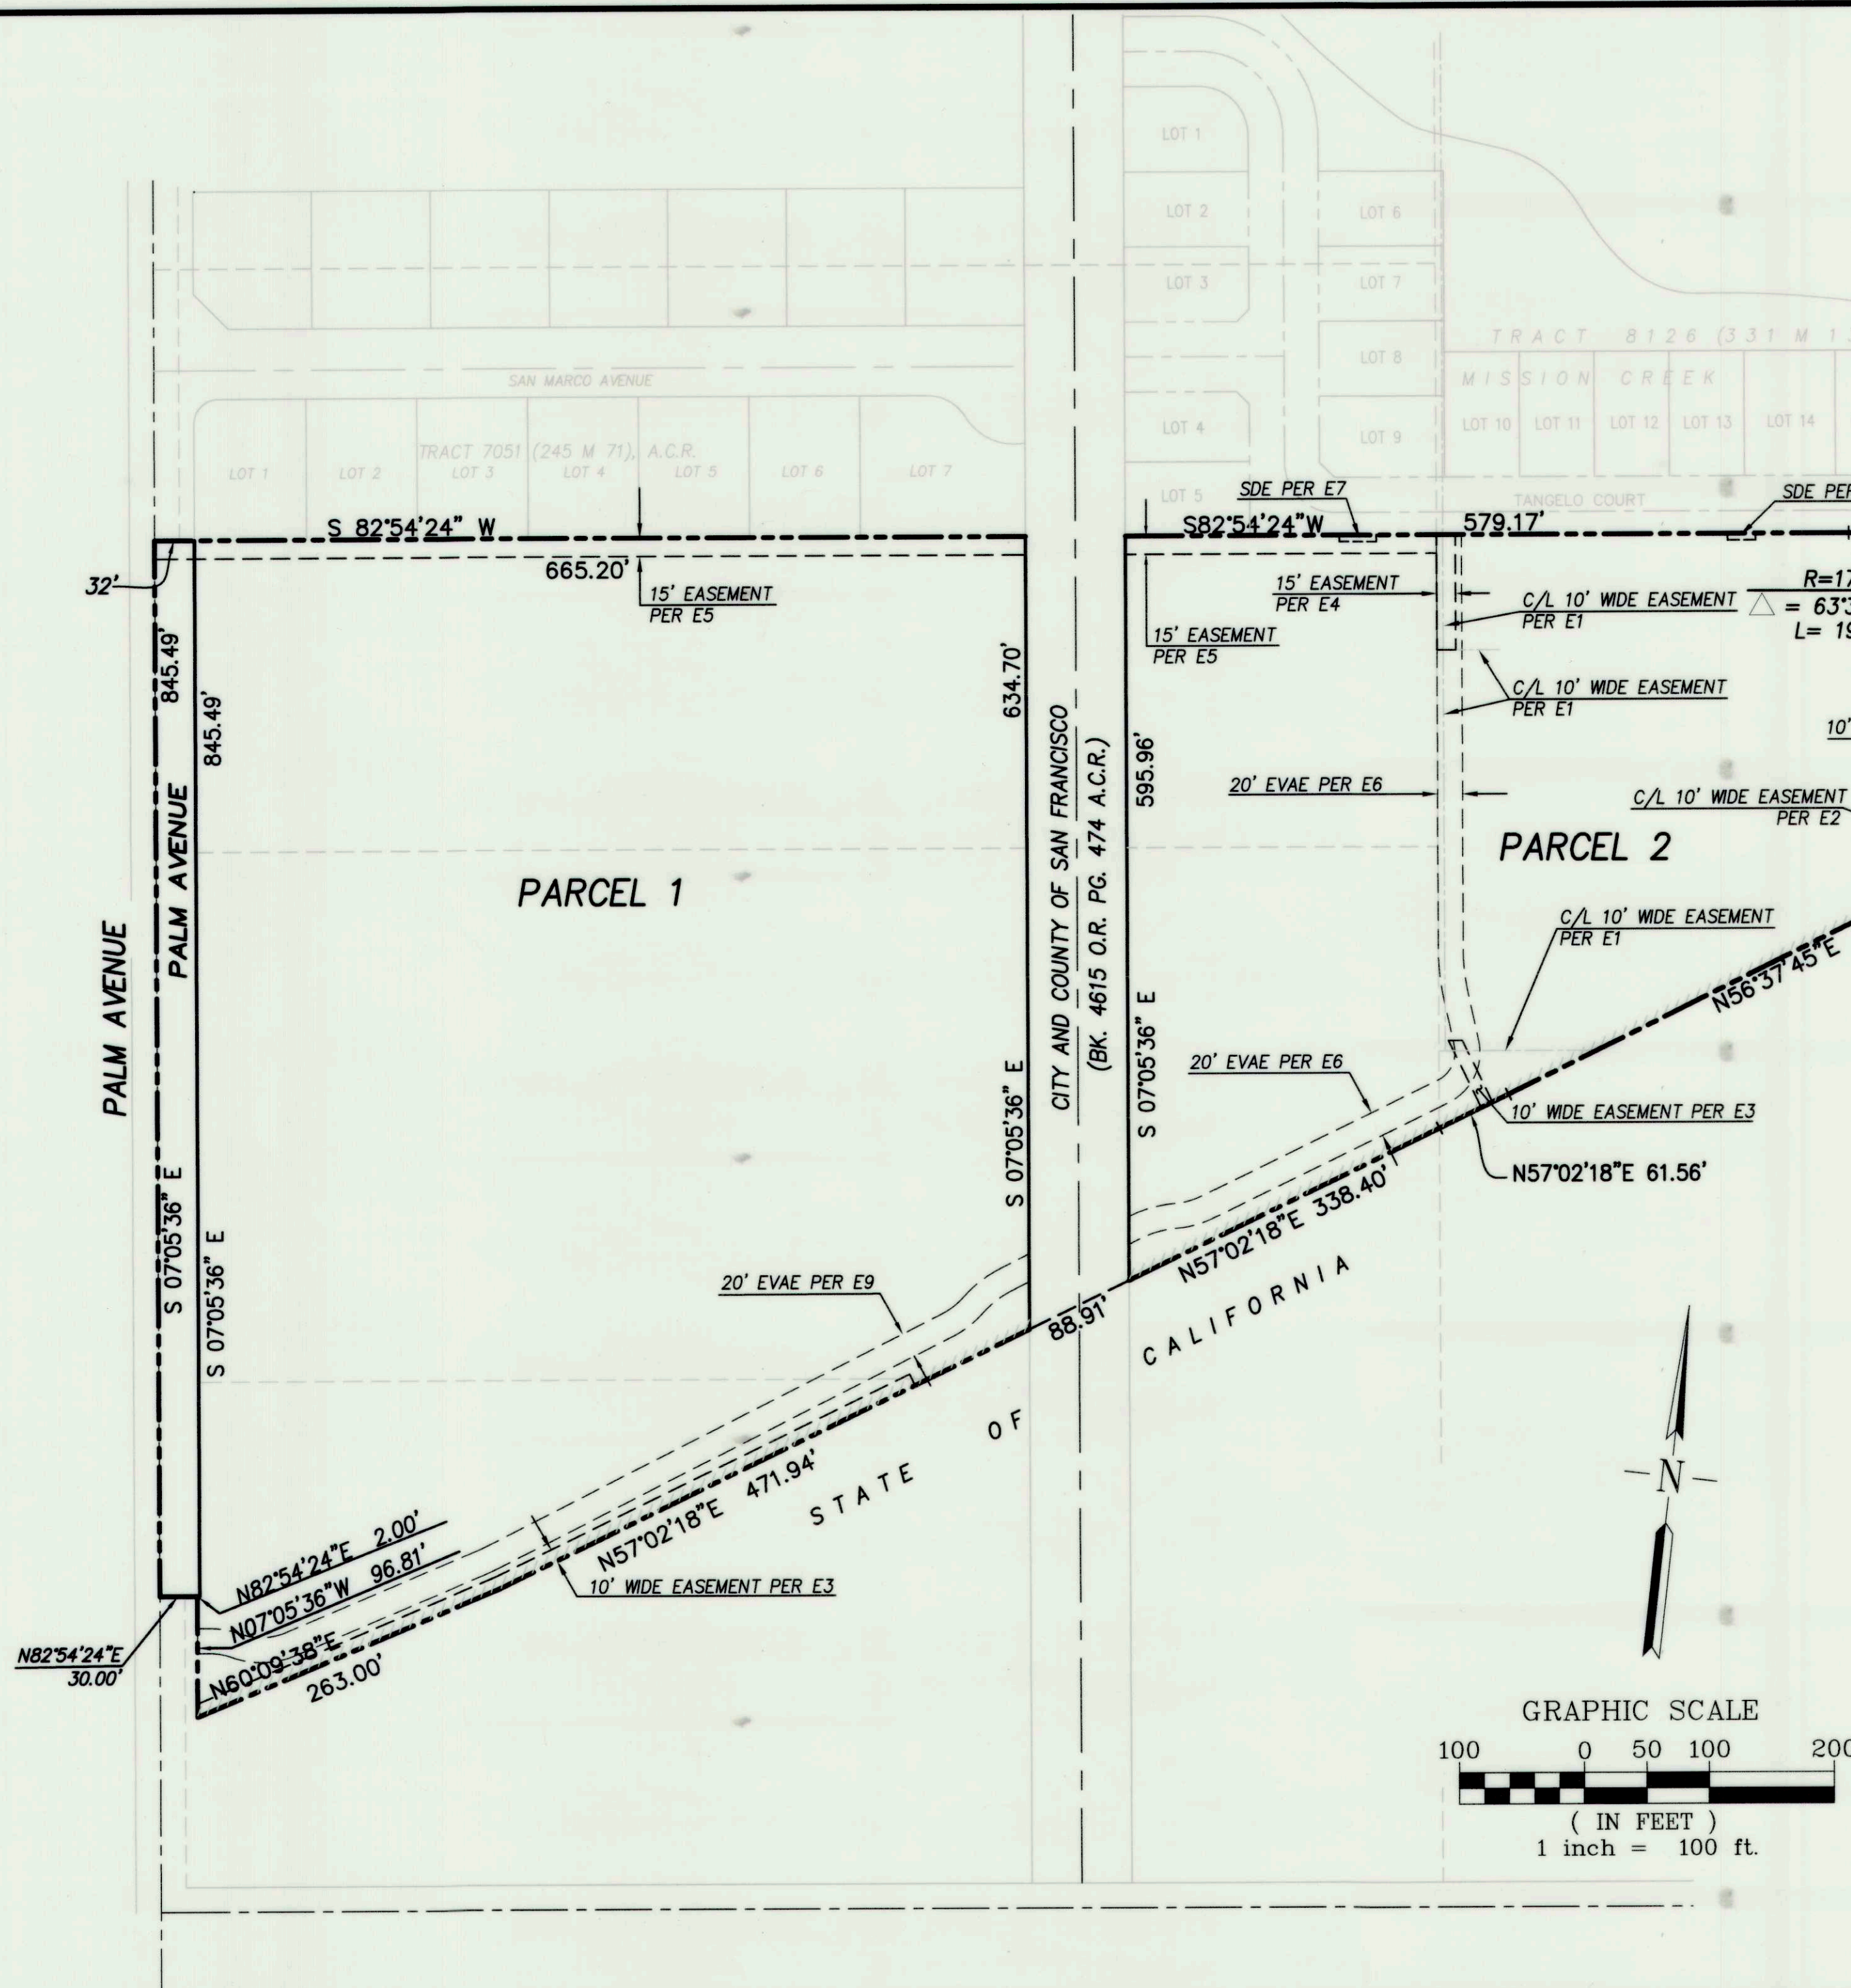 LOT 1
LOT 2
LOT 6
LOT 3
LOT 7
TRACT 8126 (331 M
LOT 8
MISSION CREEK
SAN MARCO AVENUE
LOT 4
LOT 9
LOT 10
LOT 11
LOT 12
LOT 13
LOT 14
TRACT 7051 (245 M 71), A.C.R.
LOT 1
LOT 2
LOT 3
LOT 4
LOT 5
LOT 6
LOT 7
LOT 5
SDE PER E7
TANGELO COURT
SDE PER
S 82°54'24" W
S82°54'24"W
579.17'
665.20'
32'
15' EASEMENT
PER E5
15' EASEMENT
PER E4
C/L 10' WIDE EASEMENT
PER E1
R=17
△ = 63°3
L= 19
15' EASEMENT
PER E5
845.49'
845.49'
634.70'
595.96'
C/L 10' WIDE EASEMENT
PER E1
10'
20' EVAE PER E6
C/L 10' WIDE EASEMENT
PER E2
PARCEL 1
PARCEL 2
PALM AVENUE
PALM AVENUE
CITY AND COUNTY OF SAN FRANCISCO
(BK. 4615 O.R. PG. 474 A.C.R.)
C/L 10' WIDE EASEMENT
PER E1
N56°37'45"E
S 07°05'36" E
S 07°05'36" E
S 07°05'36" E
S 07°05'36" E
20' EVAE PER E6
10' WIDE EASEMENT PER E3
N57°02'18"E 61.56'
N57°02'18"E 338.40'
20' EVAE PER E9
88.91'
STATE OF CALIFORNIA
N57°02'18"E 471.94'
10' WIDE EASEMENT PER E3
N82°54'24"E 2.00'
N07°05'36"W 96.81'
N82°54'24"E
30.00'
N60°09'38"E
263.00'
N
GRAPHIC SCALE
100 0 50 100 200
( IN FEET )
1 inch = 100 ft.